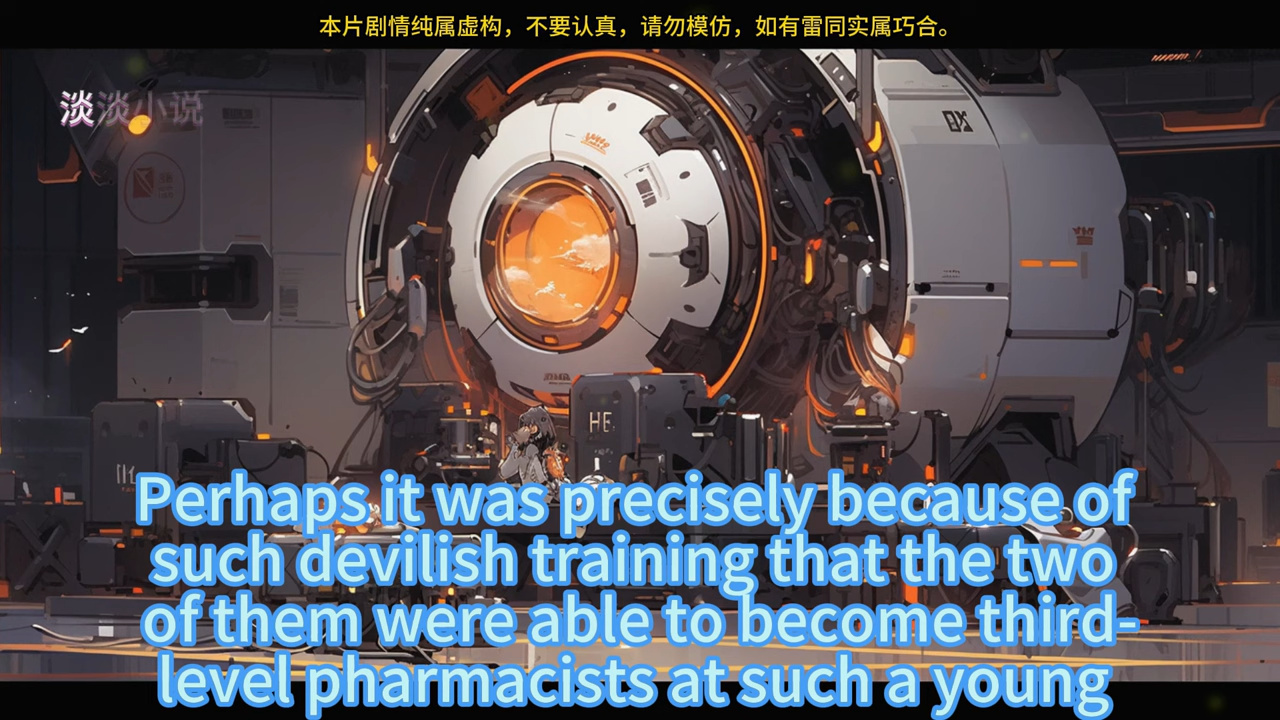 本片剧情纯属虚构，不要认真，请勿模仿，如有雷同实属巧合。
淡淡小说
HE
Perhaps it was precisely because of
such devilish training that the two
of them were able to become third-
level pharmacists at such a young